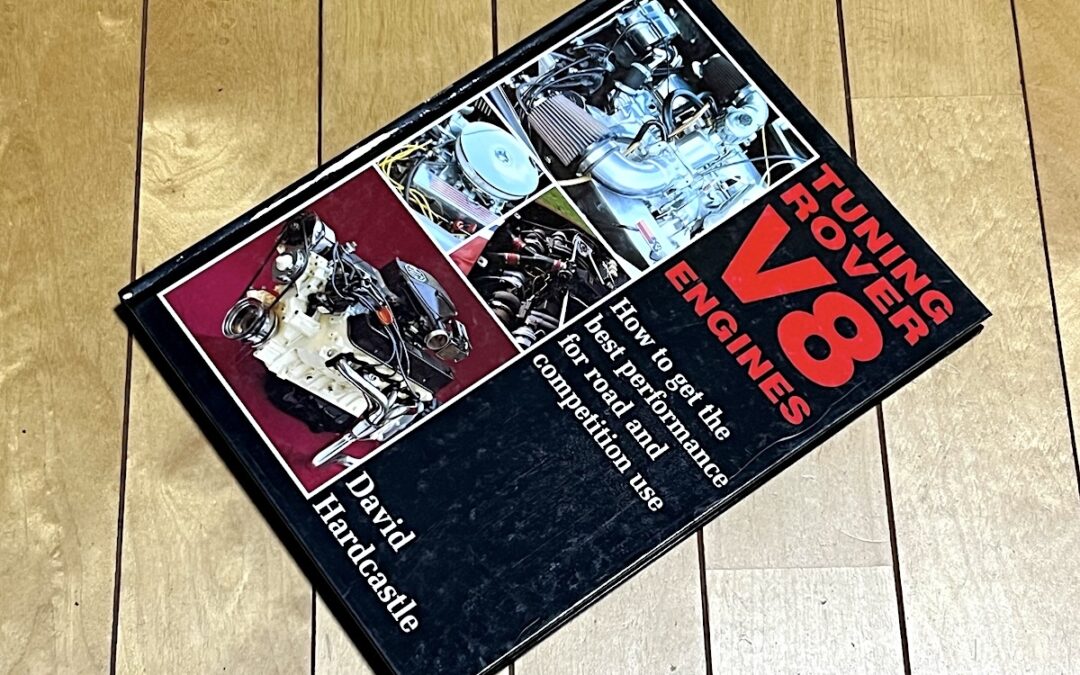 TUNING
ROVER
V8
ENGINES
How to get the
best performance
for road and
competition use
David
Hardcastle